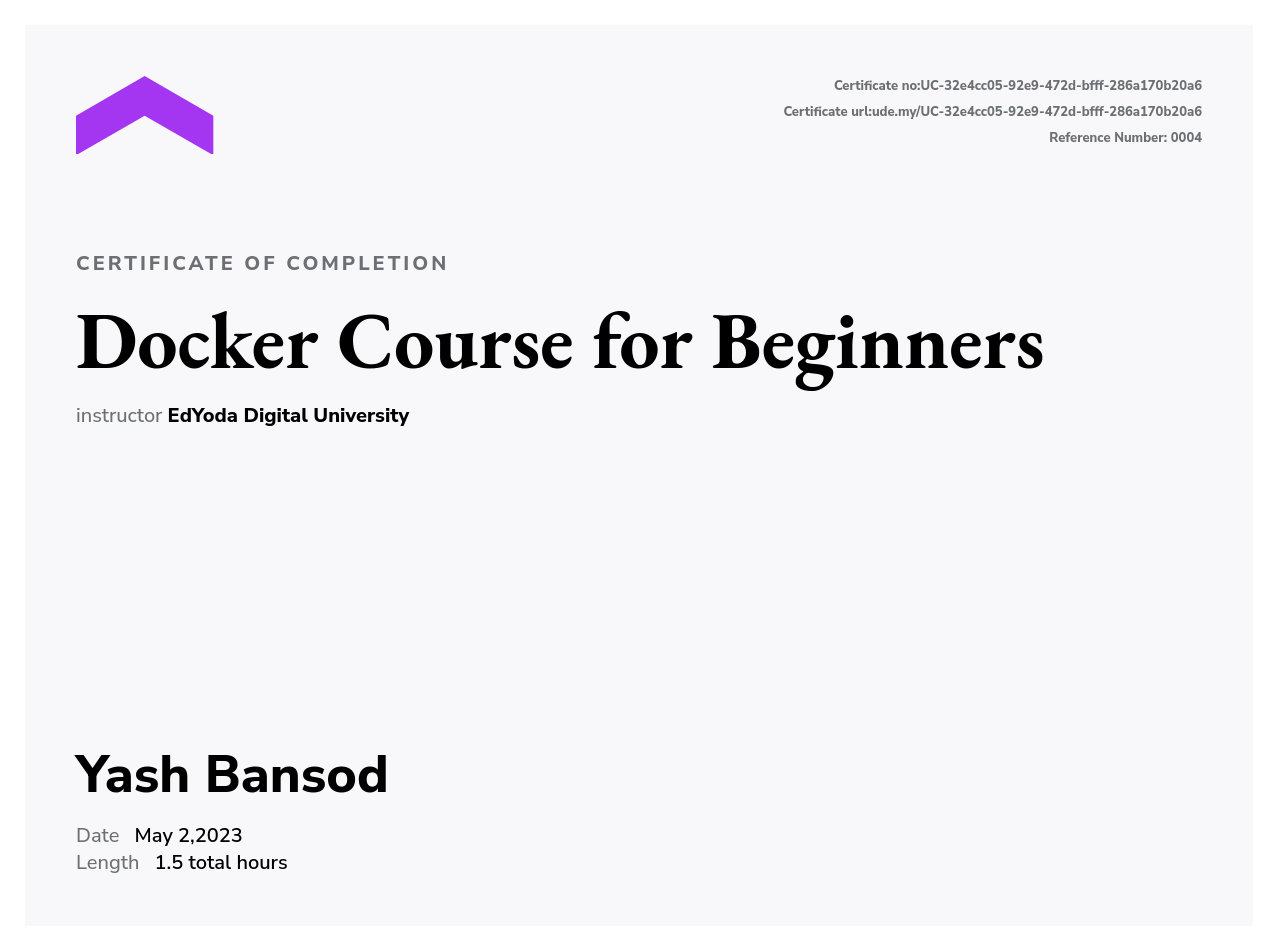 Certificate no:UC-32e4cc05-92e9-472d-bfff-286a170b20a6
Certificate url:ude.my/UC-32e4cc05-92e9-472d-bfff-286a170b20a6
Reference Number: 0004
CERTIFICATE OF COMPLETION
Docker Course for Beginners
instructor EdYoda Digital University
Yash Bansod
Date May 2,2023
Length 1.5 total hours